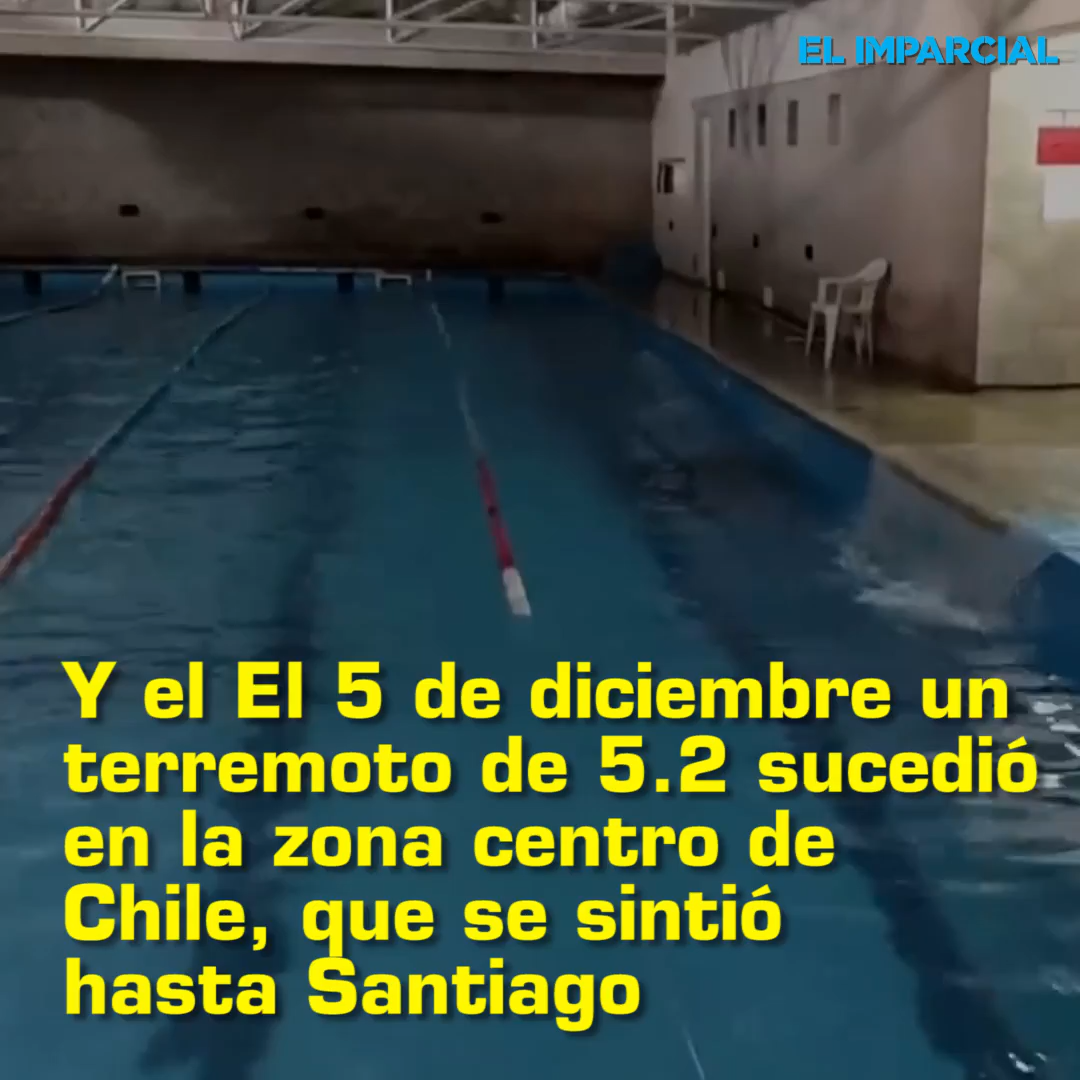 EL IMPARCIAL
Y el El 5 de diciembre un
terremoto de 5.2 sucedió
en la zona centro de
Chile, que se sintió
hasta Santiago